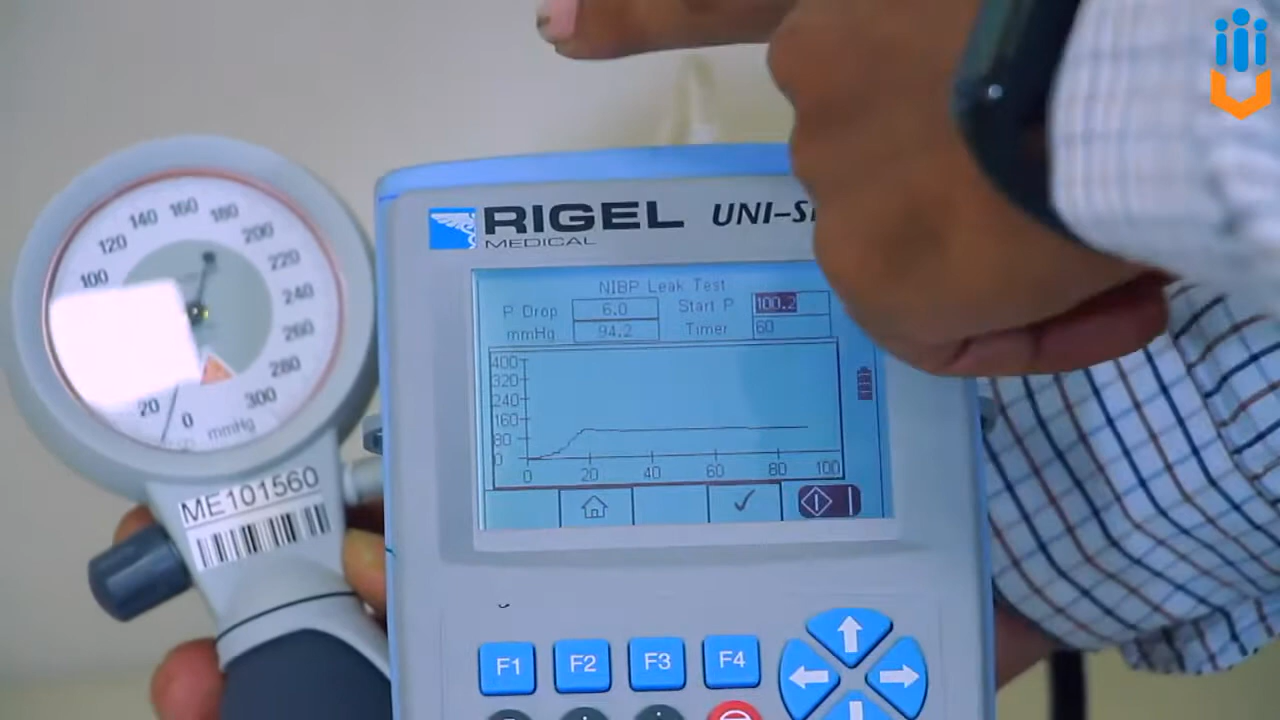 140 160 180
120 200
100 220
240
260
280
20 300
0 mmHg
ME101560
RIGEL UNI-SI
MEDICAL
NIBP Leak Test
P Drop 6.0 Start P 100.2
mmHg 94.2 Timer 60
400
320
240
160
80
0
0 20 40 60 80 100
F1 F2 F3 F4